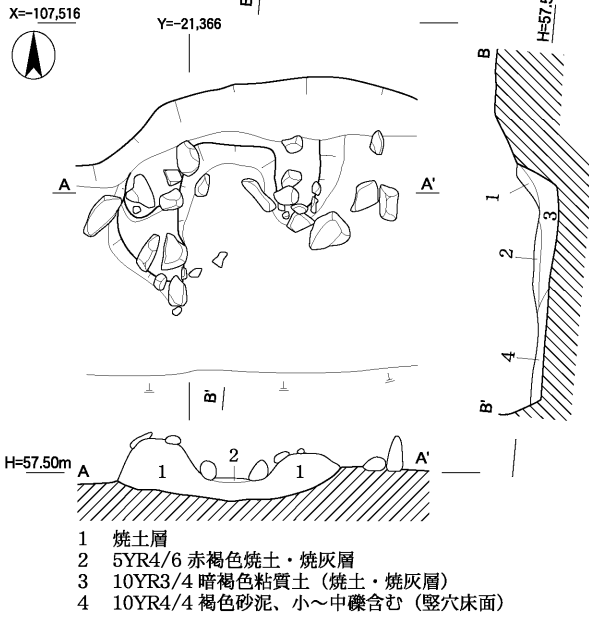 X=-107,516
Y=-21,366
B
H=57.5
B
A
A'
1
3
2
4
B'
B'
H=57.50m
A
1
2
1
A'
1 焼土層
2 5YR4/6 赤褐色焼土・焼灰層
3 10YR3/4 暗褐色粘質土（焼土・焼灰層）
4 10YR4/4 褐色砂泥、小～中礫含む（竪穴床面）